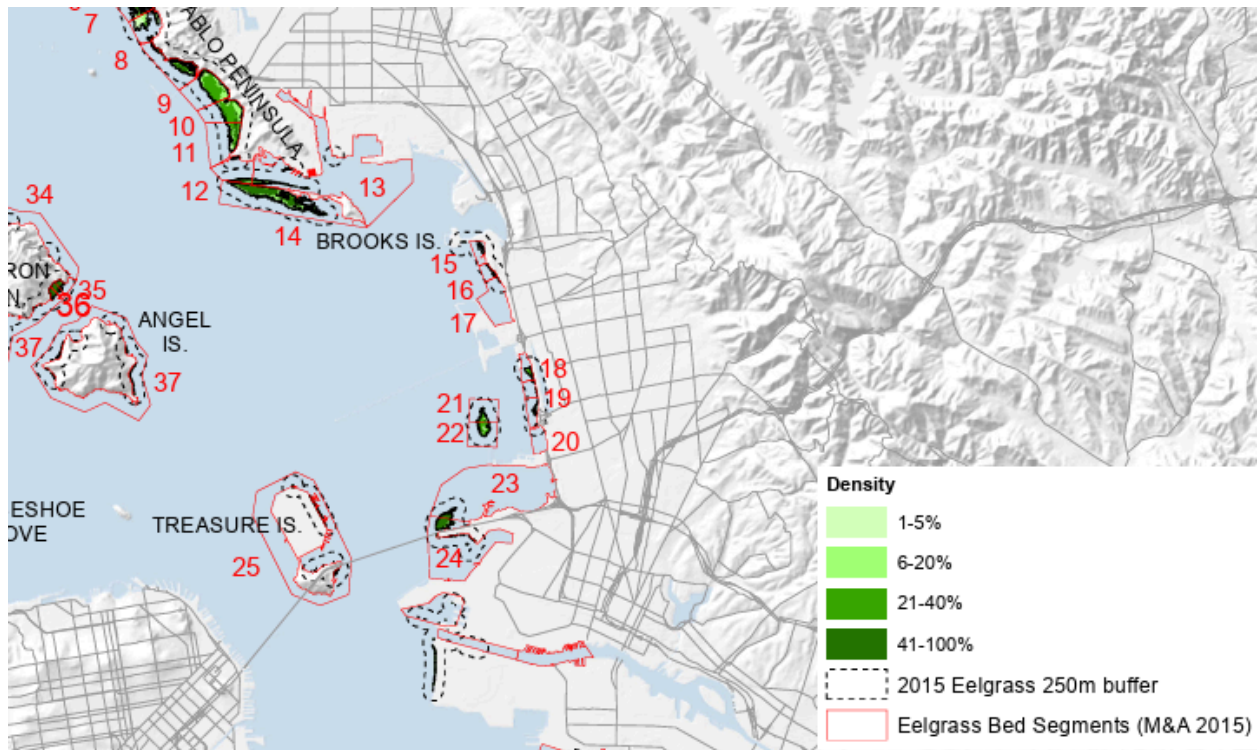 7
ABLO PENINSULA
8
9
10
11
12
13
14
BROOKS IS.
34
15
16
17
RON
N.
35
36
ANGEL
IS.
37
37
18
19
20
21
22
23
24
ESHOE
OVE
TREASURE IS.
25
Density
1-5%
6-20%
21-40%
41-100%
2015 Eelgrass 250m buffer
Eelgrass Bed Segments (M&A 2015)